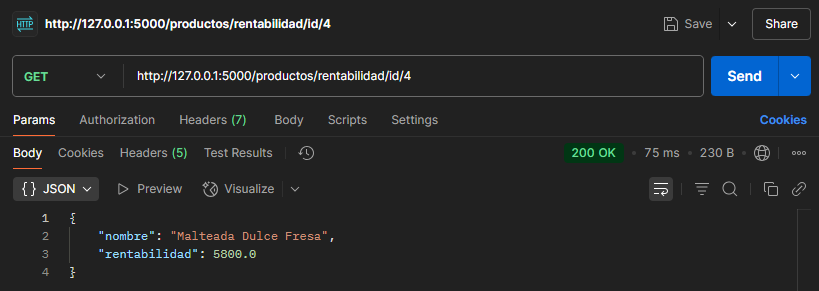 HTTP http://127.0.0.1:5000/productos/rentabilidad/id/4 Save Share
GET http://127.0.0.1:5000/productos/rentabilidad/id/4 Send
Params Authorization Headers (7) Body Scripts Settings Cookies
Body Cookies Headers (5) Test Results 200 OK • 75 ms • 230 B
{} JSON Preview Visualize
1 {
2 "nombre": "Malteada Dulce Fresa",
3 "rentabilidad": 5800.0
4 }